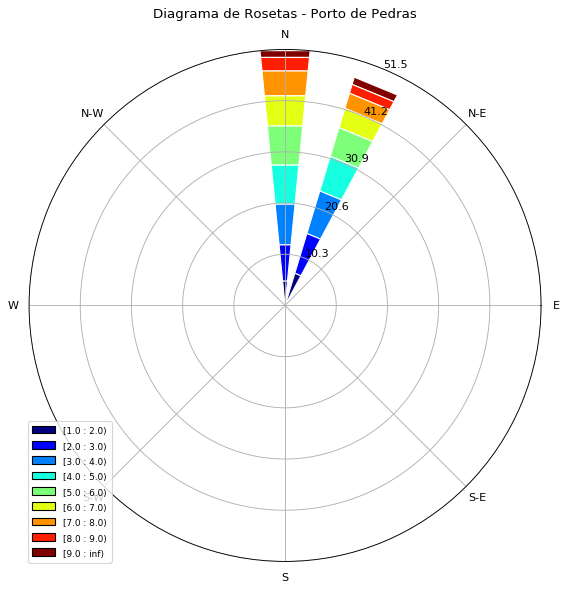 Diagrama de Rosetas - Porto de Pedras
N
51.5
N-W
N-E
41.2
30.9
20.6
10.3
W
E
[1.0 : 2.0)
[2.0 : 3.0)
[3.0 : 4.0)
[4.0 : 5.0)
[5.0 : 6.0)
[6.0 : 7.0)
[7.0 : 8.0)
[8.0 : 9.0)
[9.0 : inf)
S-W
S-E
S